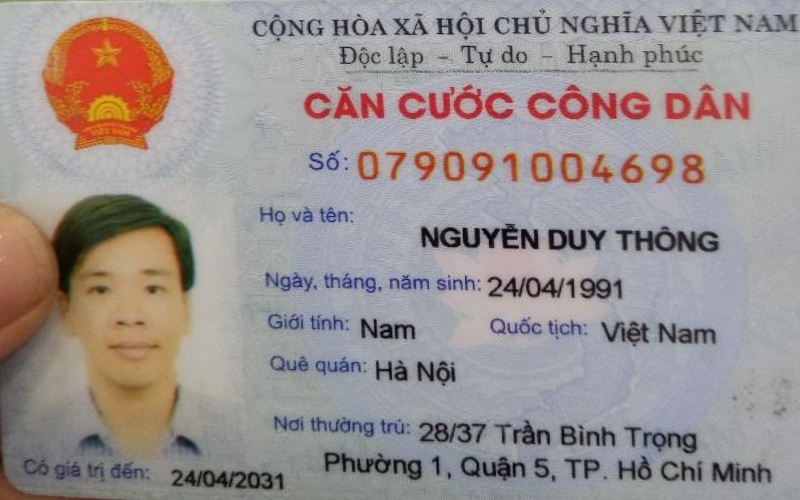 CỘNG HÒA XÃ HỘI CHỦ NGHĨA VIỆT NAM
Độc lập – Tự do – Hạnh phúc
CĂN CƯỚC CÔNG DÂN
Số: 079091004698
Họ và tên:
NGUYỄN DUY THÔNG
Ngày, tháng, năm sinh: 24/04/1991
Giới tính: Nam Quốc tịch: Việt Nam
Quê quán: Hà Nội
Nơi thường trú: 28/37 Trần Bình Trọng
Phường 1, Quận 5, TP. Hồ Chí Minh
Có giá trị đến: 24/04/2031